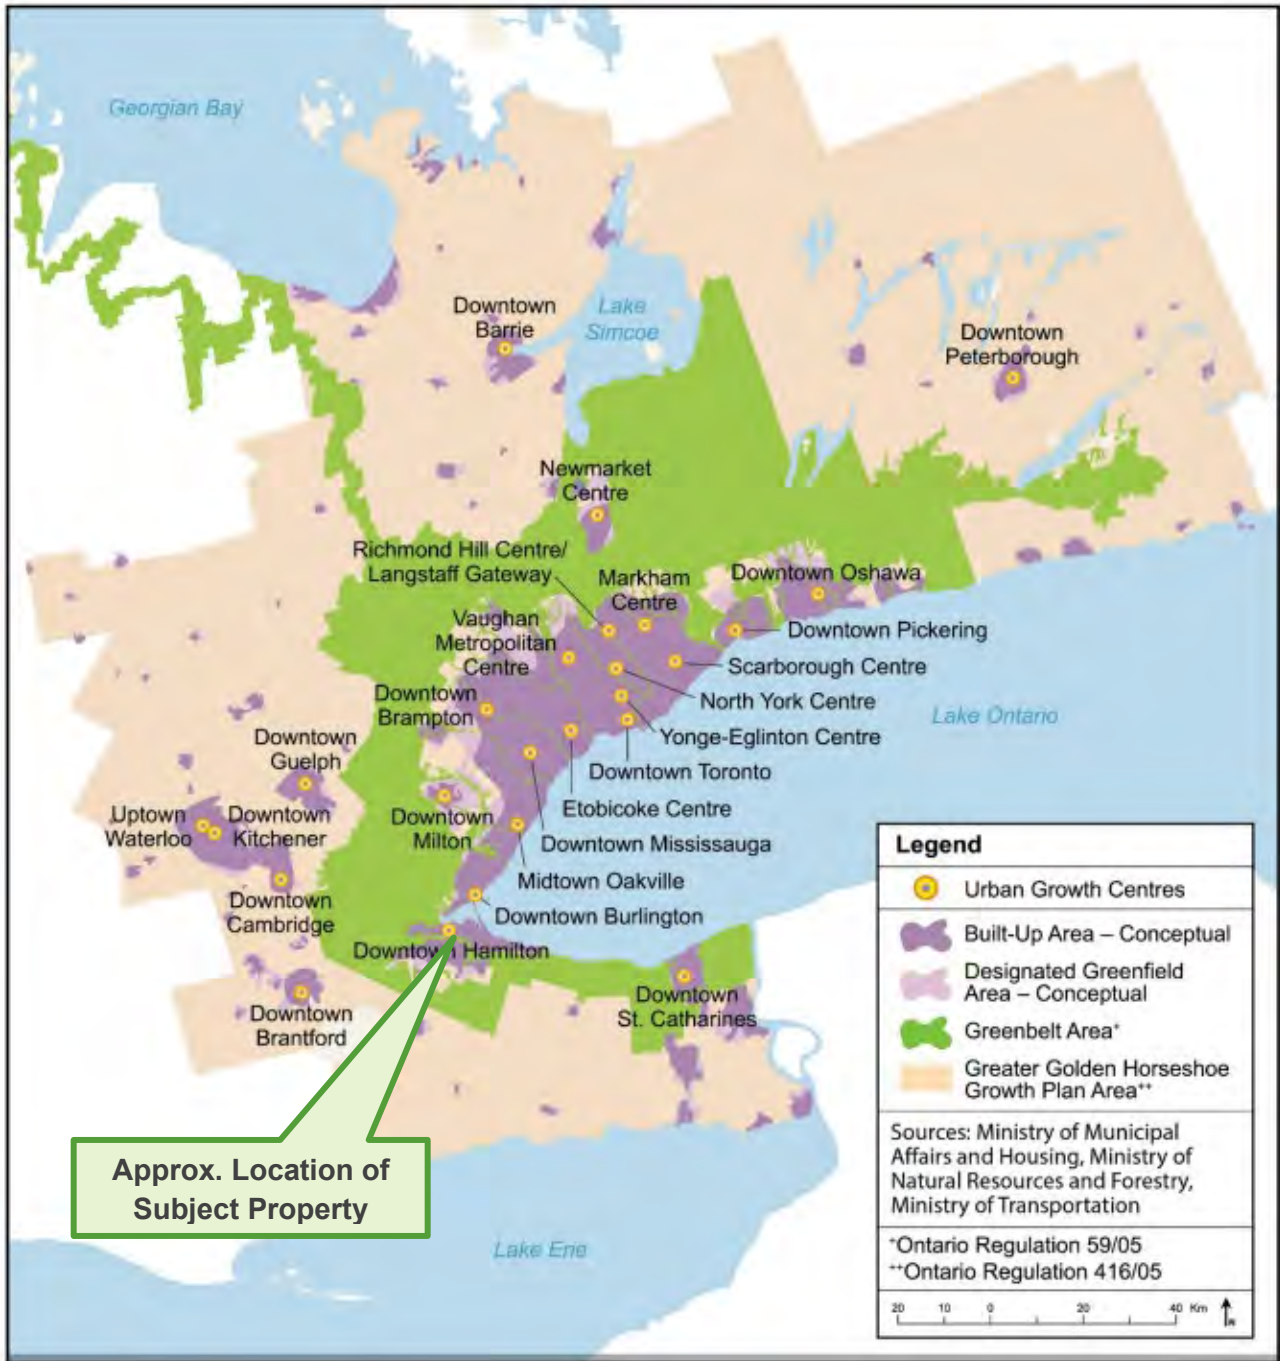 Georgian Bay
Downtown
Barrie
Lake
Simcoe
Downtown
Peterborough
Newmarket
Centre
Richmond Hill Centre/
Langstaff Gateway
Markham
Centre
Downtown Oshawa
Vaughan
Metropolitan
Centre
Downtown Pickering
Scarborough Centre
North York Centre
Downtown
Brampton
Lake Ontario
Yonge-Eglinton Centre
Downtown
Guelph
Downtown Toronto
Etobicoke Centre
Uptown
Waterloo
Downtown
Kitchener
Downtown
Milton
Downtown Mississauga
Midtown Oakville
Downtown
Cambridge
Downtown Burlington
Downtown Hamilton
Downtown
St. Catharines
Downtown
Brantford
Approx. Location of
Subject Property
Lake Erie
Legend
Urban Growth Centres
Built-Up Area – Conceptual
Designated Greenfield
Area – Conceptual
Greenbelt Area+
Greater Golden Horseshoe
Growth Plan Area++
Sources: Ministry of Municipal
Affairs and Housing, Ministry of
Natural Resources and Forestry,
Ministry of Transportation
+Ontario Regulation 59/05
++Ontario Regulation 416/05
20 10 0 20 40 Km
N